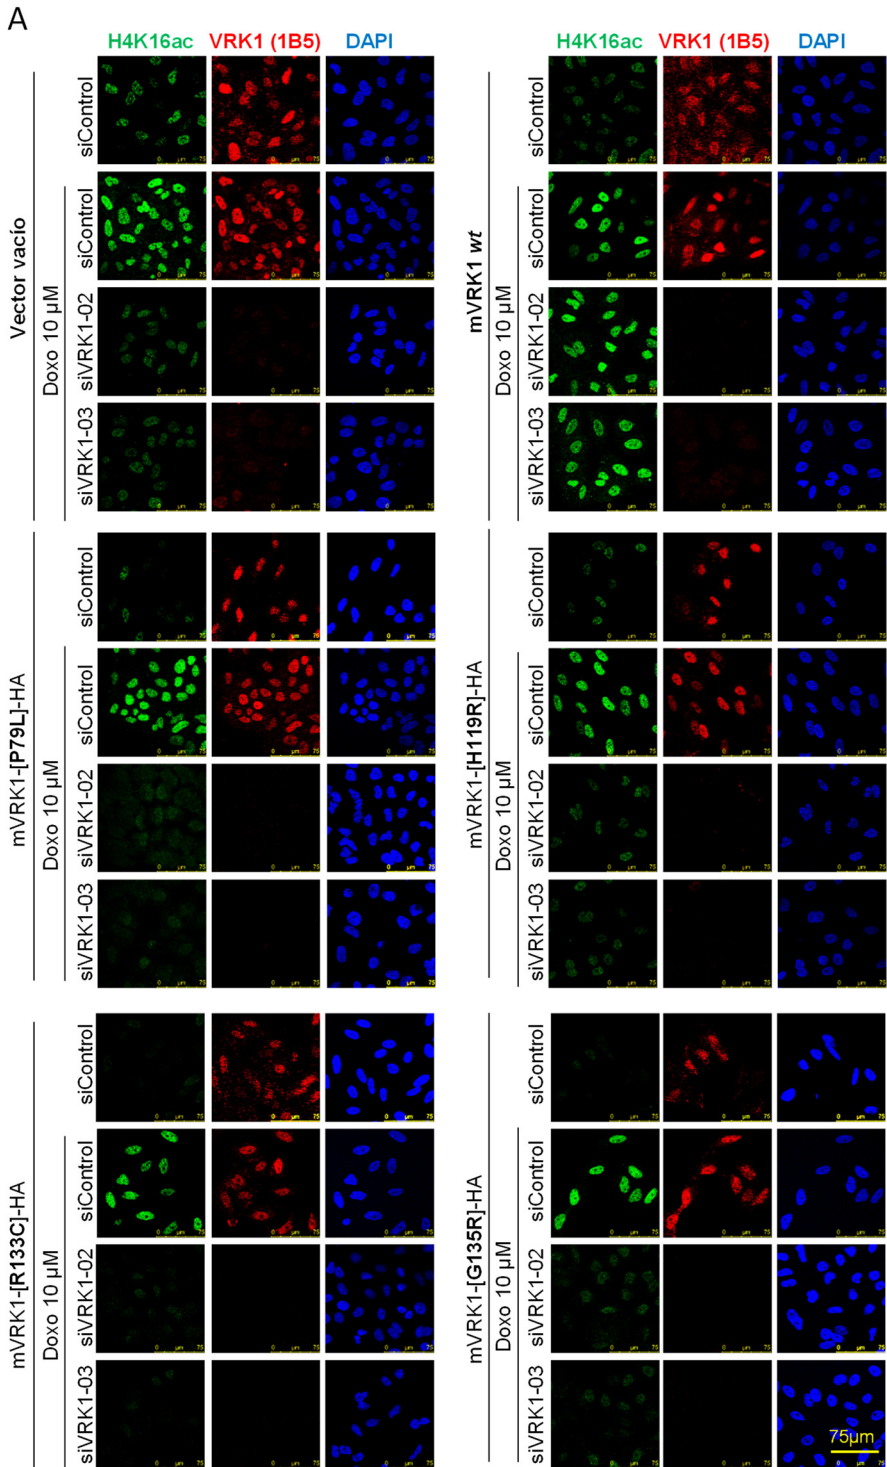 A
H4K16ac VRK1 (1B5) DAPI
Vector vacío
siControl
Doxo 10 µM
siControl
siVRK1-02
siVRK1-03
H4K16ac VRK1 (1B5) DAPI
mVRK1 wt
siControl
Doxo 10 µM
siControl
siVRK1-02
siVRK1-03
mVRK1-[P79L]-HA
siControl
Doxo 10 µM
siControl
siVRK1-02
siVRK1-03
mVRK1-[H119R]-HA
siControl
Doxo 10 µM
siControl
siVRK1-02
siVRK1-03
mVRK1-[R133C]-HA
siControl
Doxo 10 µM
siControl
siVRK1-02
siVRK1-03
mVRK1-[G135R]-HA
siControl
Doxo 10 µM
siControl
siVRK1-02
siVRK1-03
75µm